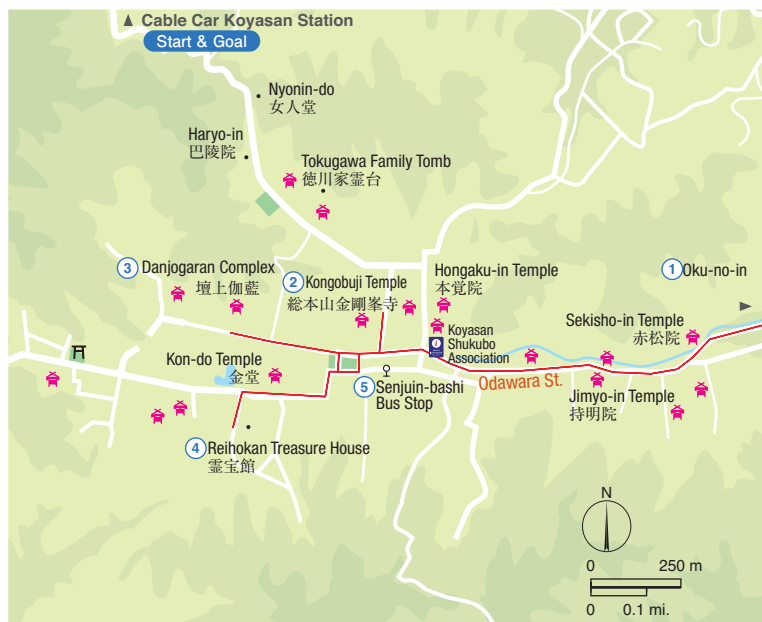 Cable Car Koyasan Station
Start & Goal
Nyonin-do
女人堂
Haryo-in
巴陵院
Tokugawa Family Tomb
徳川家霊台
3 Danjogaran Complex
壇上伽藍
2 Kongobuji Temple
総本山金剛峯寺
Hongaku-in Temple
本覚院
1 Oku-no-in
Koyasan
Shukubo
Association
Sekisho-in Temple
赤松院
Kon-do Temple
金堂
5 Senjuin-bashi
Bus Stop
Odawara St.
Jimyo-in Temple
持明院
4 Reihokan Treasure House
霊宝館
N
0 250 m
0 0.1 mi.